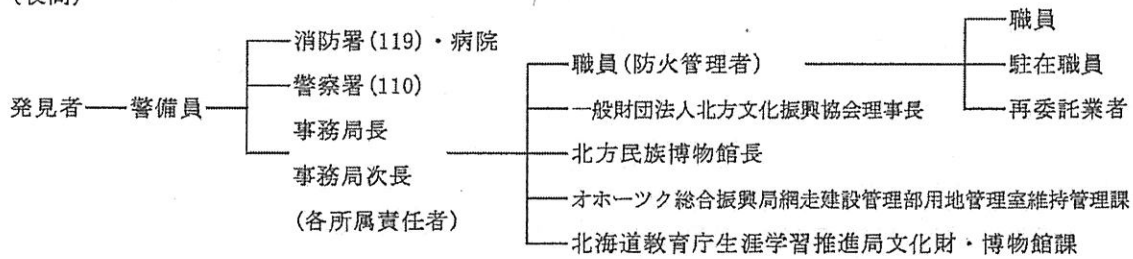 職員
消防署(119)・病院
職員(防火管理者)
駐在職員
警察署(110)
発見者
警備員
一般財団法人北方文化振興協会理事長
再委託業者
事務局長
北方民族博物館長
事務局次長
オホーツク総合振興局網走建設管理部用地管理室維持管理課
(各所属責任者)
北海道教育庁生涯学習推進局文化財・博物館課